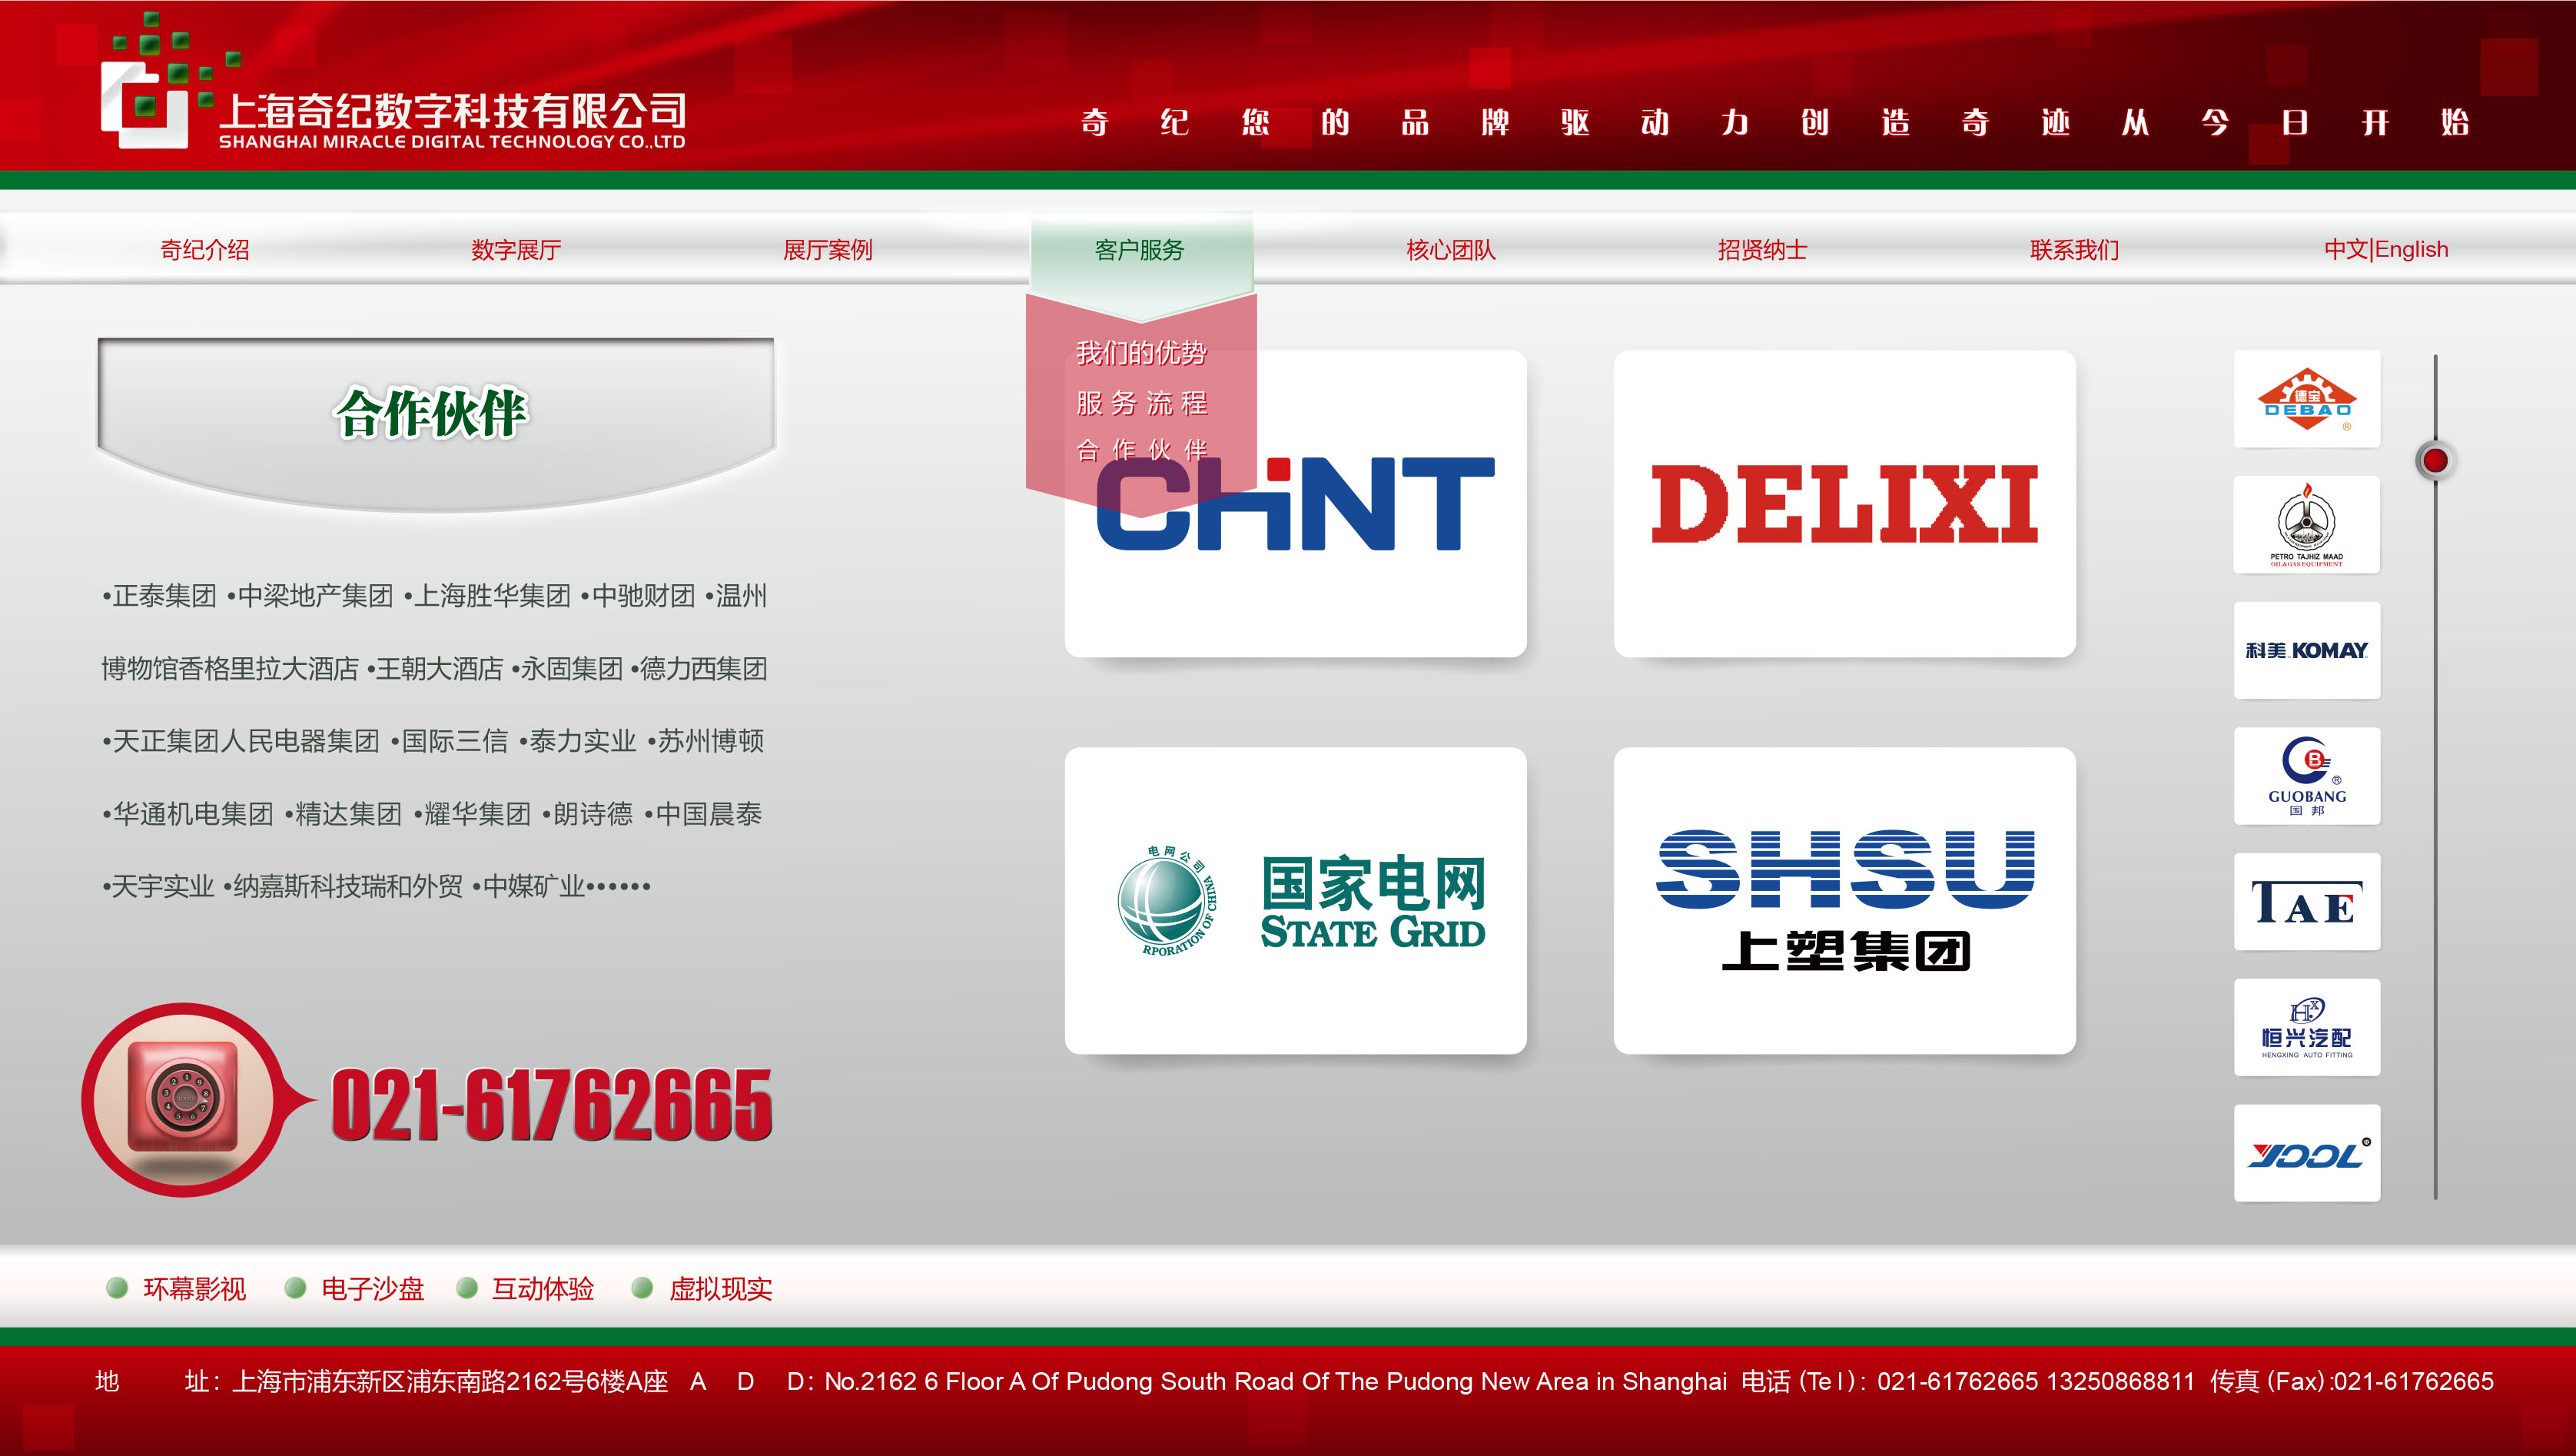 上海奇纪数字科技有限公司
SHANGHAI MIRACLE DIGITAL TECHNOLOGY CO.,LTD
奇纪您的品牌驱动力创造奇迹从今日开始
奇纪介绍 数字展厅 展厅案例 客户服务 核心团队 招贤纳士 联系我们 中文|English
我们的优势
服务流程
合作伙伴
合作伙伴
•正泰集团 •中梁地产集团 •上海胜华集团 •中驰财团 •温州
博物馆香格里拉大酒店 •王朝大酒店 •永固集团 •德力西集团
•天正集团人民电器集团 •国际三信 •泰力实业 •苏州博顿
•华通机电集团 •精达集团 •耀华集团 •朗诗德 •中国晨泰
•天宇实业 •纳嘉斯科技瑞和外贸 •中媒矿业••••••
021-61762665
CHNT
DELIXI
电网公司
RPORATION OF CHINA
国家电网
STATE GRID
SHSU
上塑集团
德宝
DEBAO
®
PETRO TAJHIZ MAAD
OIL&GAS EQUIPMENT
科美 KOMAY
B
®
GUOBANG
国邦
TAE
HX
恒兴汽配
HENGXING AUTO FITTING
YOOL®
环幕影视 电子沙盘 互动体验 虚拟现实
地 址: 上海市浦东新区浦东南路2162号6楼A座 A D D: No.2162 6 Floor A Of Pudong South Road Of The Pudong New Area in Shanghai 电话 (Tel): 021-61762665 13250868811 传真 (Fax):021-61762665